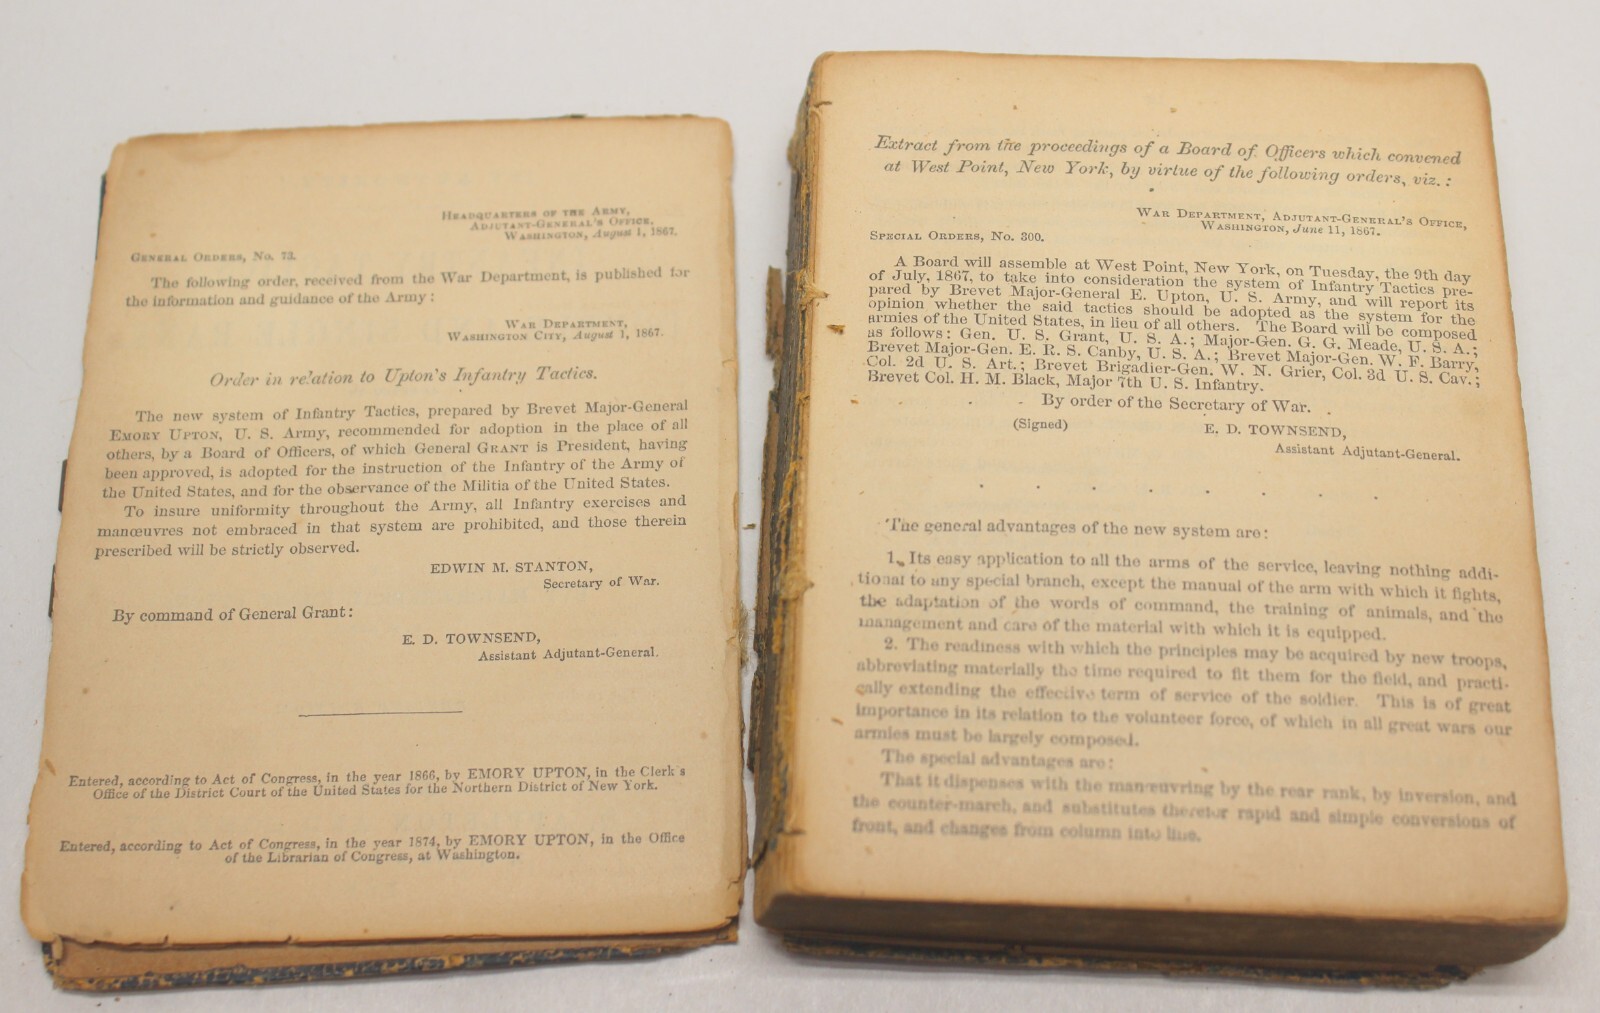 HEADQUARTERS OF THE ARMY,
ADJUTANT-GENERAL'S OFFICE,
WASHINGTON, August 1, 1867.
GENERAL ORDERS, No. 73.
The following order, received from the War Department, is published for
the information and guidance of the Army:
WAR DEPARTMENT,
WASHINGTON CITY, August 1, 1867.
Order in relation to Upton's Infantry Tactics.
The new system of Infantry Tactics, prepared by Brevet Major-General
EMORY UPTON, U. S. Army, recommended for adoption in the place of all
others, by a Board of Officers, of which General GRANT is President, having
been approved, is adopted for the instruction of the Infantry of the Army of
the United States, and for the observance of the Militia of the United States.
To insure uniformity throughout the Army, all Infantry exercises and
manœuvres not embraced in that system are prohibited, and those therein
prescribed will be strictly observed.
EDWIN M. STANTON,
Secretary of War.
By command of General Grant:
E. D. TOWNSEND,
Assistant Adjutant-General.
Entered, according to Act of Congress, in the year 1866, by EMORY UPTON, in the Clerk's
Office of the District Court of the United States for the Northern District of New York.
Entered, according to Act of Congress, in the year 1874, by EMORY UPTON, in the Office
of the Librarian of Congress, at Washington.
Extract from the proceedings of a Board of Officers which convened
at West Point, New York, by virtue of the following orders, viz.:
WAR DEPARTMENT, ADJUTANT-GENERAL'S OFFICE,
WASHINGTON, June 11, 1867.
SPECIAL ORDERS, No. 300.
A Board will assemble at West Point, New York, on Tuesday, the 9th day
of July, 1867, to take into consideration the system of Infantry Tactics pre-
pared by Brevet Major-General E. Upton, U. S. Army, and will report its
opinion whether the said tactics should be adopted as the system for the
armies of the United States, in lieu of all others. The Board will be composed
as follows: Gen. U. S. Grant, U. S. A.; Major-Gen. G. G. Meade, U. S. A.;
Brevet Major-Gen. E. R. S. Canby, U. S. A.; Brevet Major-Gen. W. F. Barry,
Col. 2d U. S. Art.; Brevet Brigadier-Gen. W. N. Grier, Col. 3d U. S. Cav.;
Brevet Col. H. M. Black, Major 7th U. S. Infantry.
By order of the Secretary of War.
(Signed) E. D. TOWNSEND,
Assistant Adjutant-General.
The general advantages of the new system are:
1. Its easy application to all the arms of the service, leaving nothing addi-
tional to any special branch, except the manual of the arm with which it fights,
the adaptation of the words of command, the training of animals, and the
management and care of the material with which it is equipped.
2. The readiness with which the principles may be acquired by new troops,
abbreviating materially the time required to fit them for the field, and practi-
cally extending the effective term of service of the soldier. This is of great
importance in its relation to the volunteer force, of which in all great wars our
armies must be largely composed.
The special advantages are:
That it dispenses with the manœuvring by the rear rank, by inversion, and
the counter-march, and substitutes therefor rapid and simple conversions of
front, and changes from column into line.